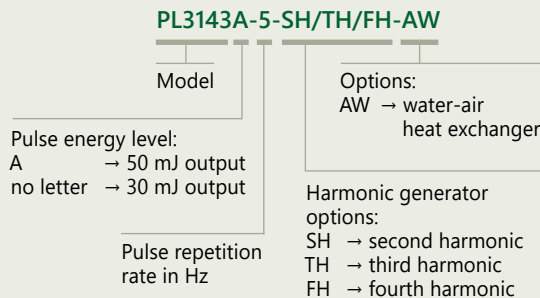 PL3143A-5-SH/TH/FH-AW
Model
Options:
AW → water-air
heat exchanger
Pulse energy level:
A → 50 mJ output
no letter → 30 mJ output
Harmonic generator
options:
SH → second harmonic
TH → third harmonic
FH → fourth harmonic
Pulse repetition
rate in Hz